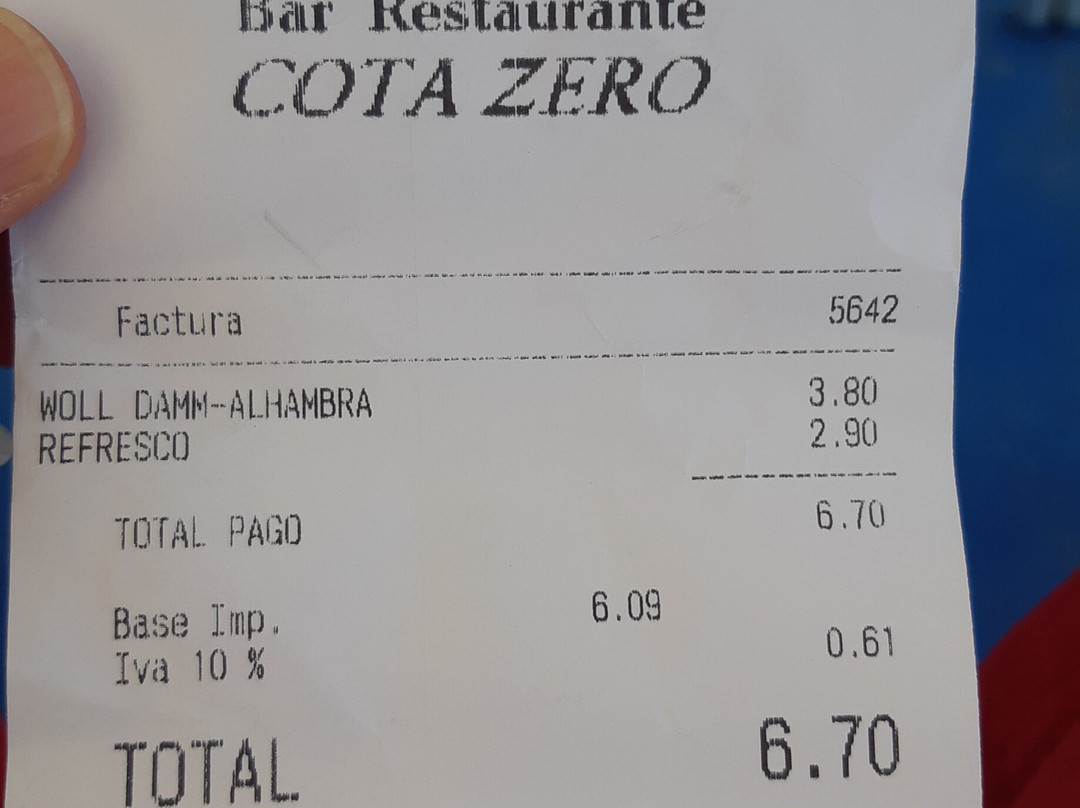 Bar Restaurante
COTA ZERO
Factura 5642
WOLL DAMM-ALHAMBRA 3.80
REFRESCO 2.90
TOTAL PAGO 6.70
Base Imp. 6.09
Iva 10 % 0.61
TOTAL 6.70